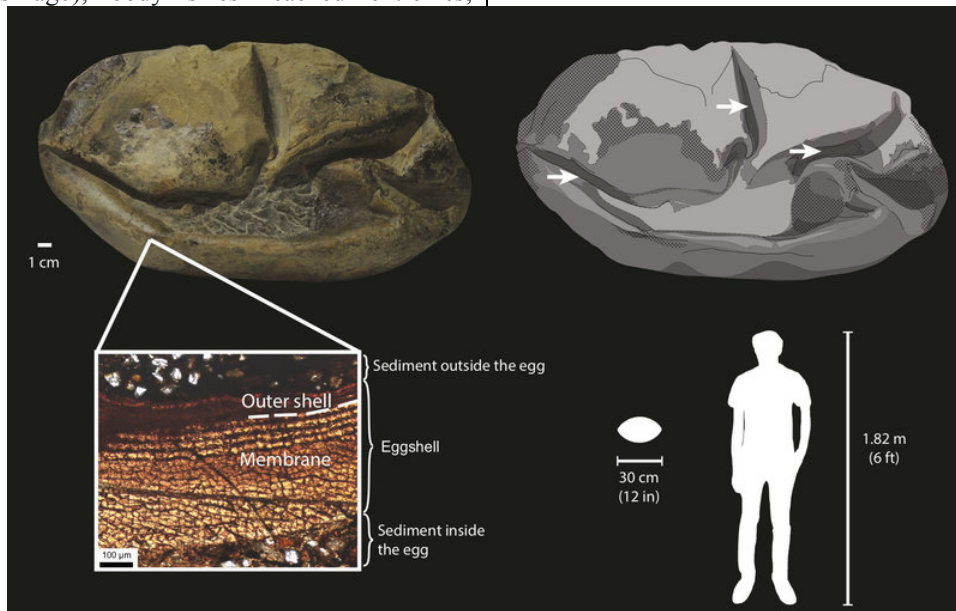 1 cm
Sediment outside the egg
Outer shell
Eggshell
Membrane
Sediment inside
the egg
100 µm
30 cm
(12 in)
1.82 m
(6 ft)